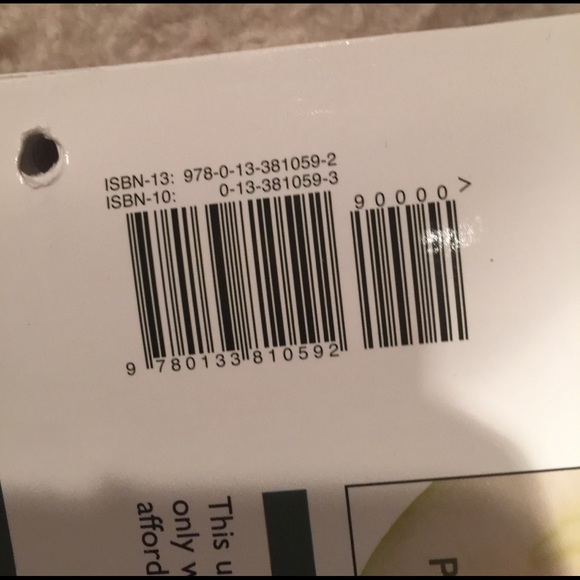 ISBN-13: 978-0-13-381059-2
ISBN-10: 0-13-381059-3
90000>
9 780133 810592
This u
only w
afford
P